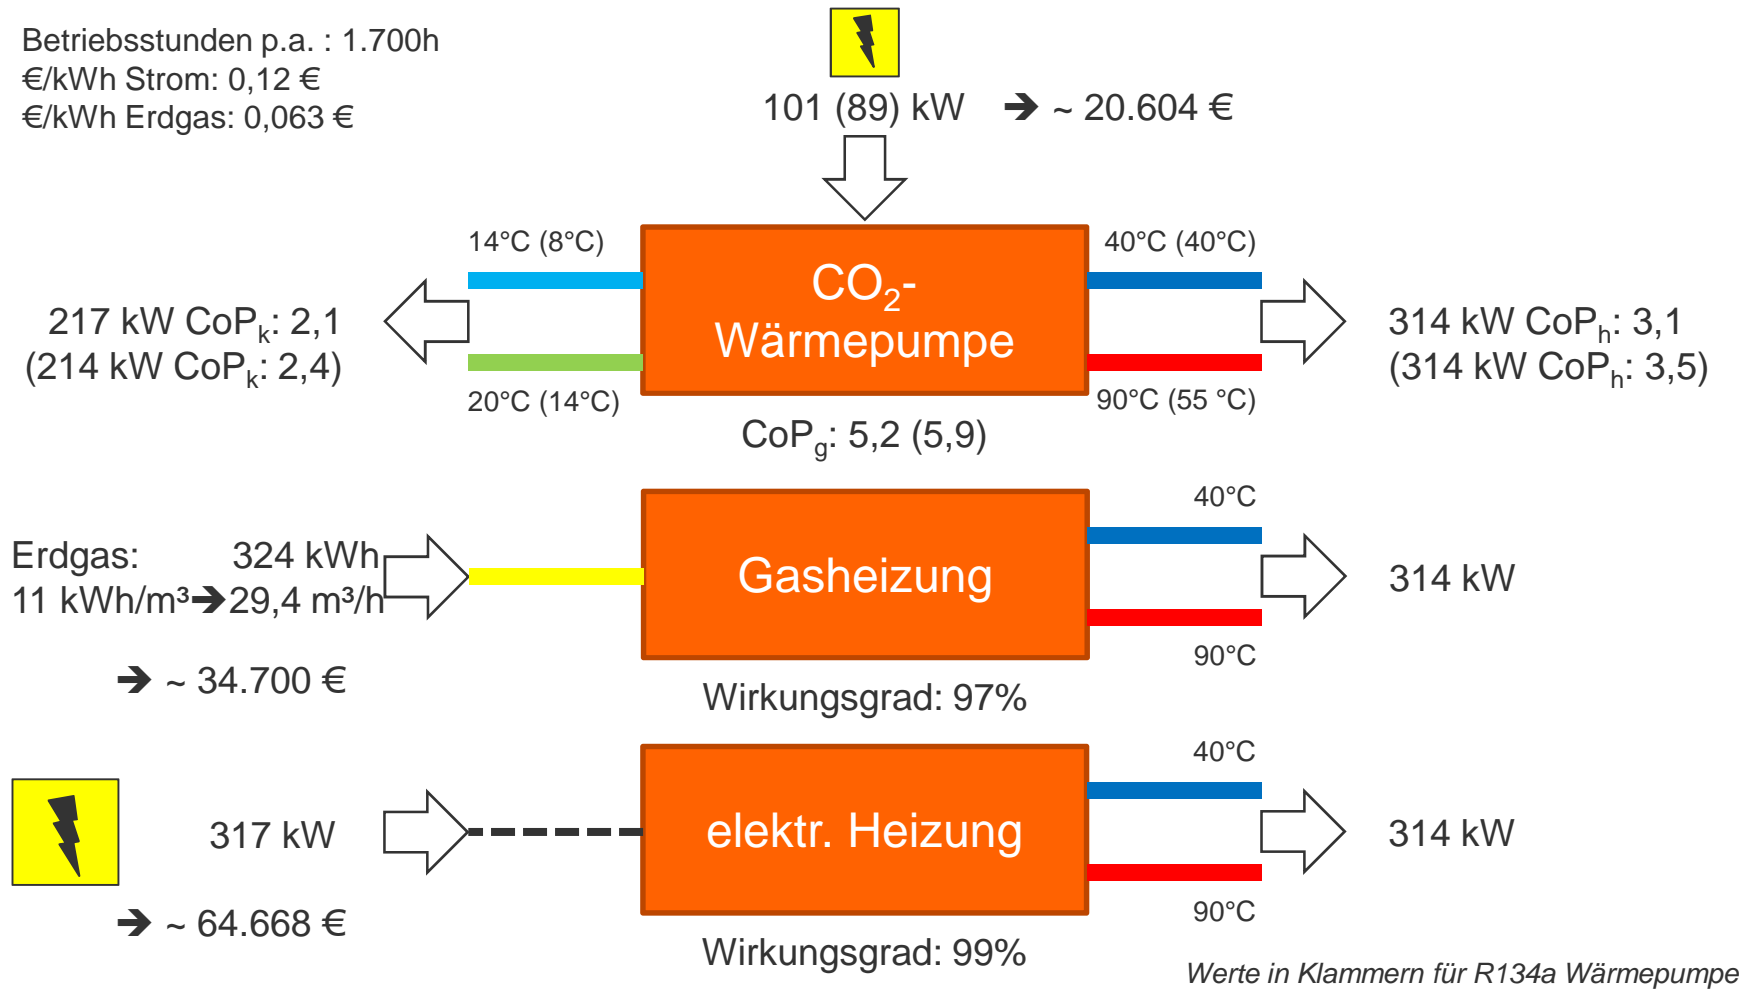 Betriebsstunden p.a. : 1.700h
€/kWh Strom: 0,12 €
€/kWh Erdgas: 0,063 €
101 (89) kW ➔ ~ 20.604 €
14°C (8°C)
40°C (40°C)
CO₂-
Wärmepumpe
217 kW CoPₖ: 2,1
(214 kW CoPₖ: 2,4)
314 kW CoPₕ: 3,1
(314 kW CoPₕ: 3,5)
20°C (14°C)
90°C (55 °C)
CoP_g: 5,2 (5,9)
40°C
Erdgas: 324 kWh
11 kWh/m³➔29,4 m³/h
Gasheizung
314 kW
90°C
➔ ~ 34.700 €
Wirkungsgrad: 97%
40°C
317 kW
elektr. Heizung
314 kW
90°C
➔ ~ 64.668 €
Wirkungsgrad: 99%
Werte in Klammern für R134a Wärmepumpe